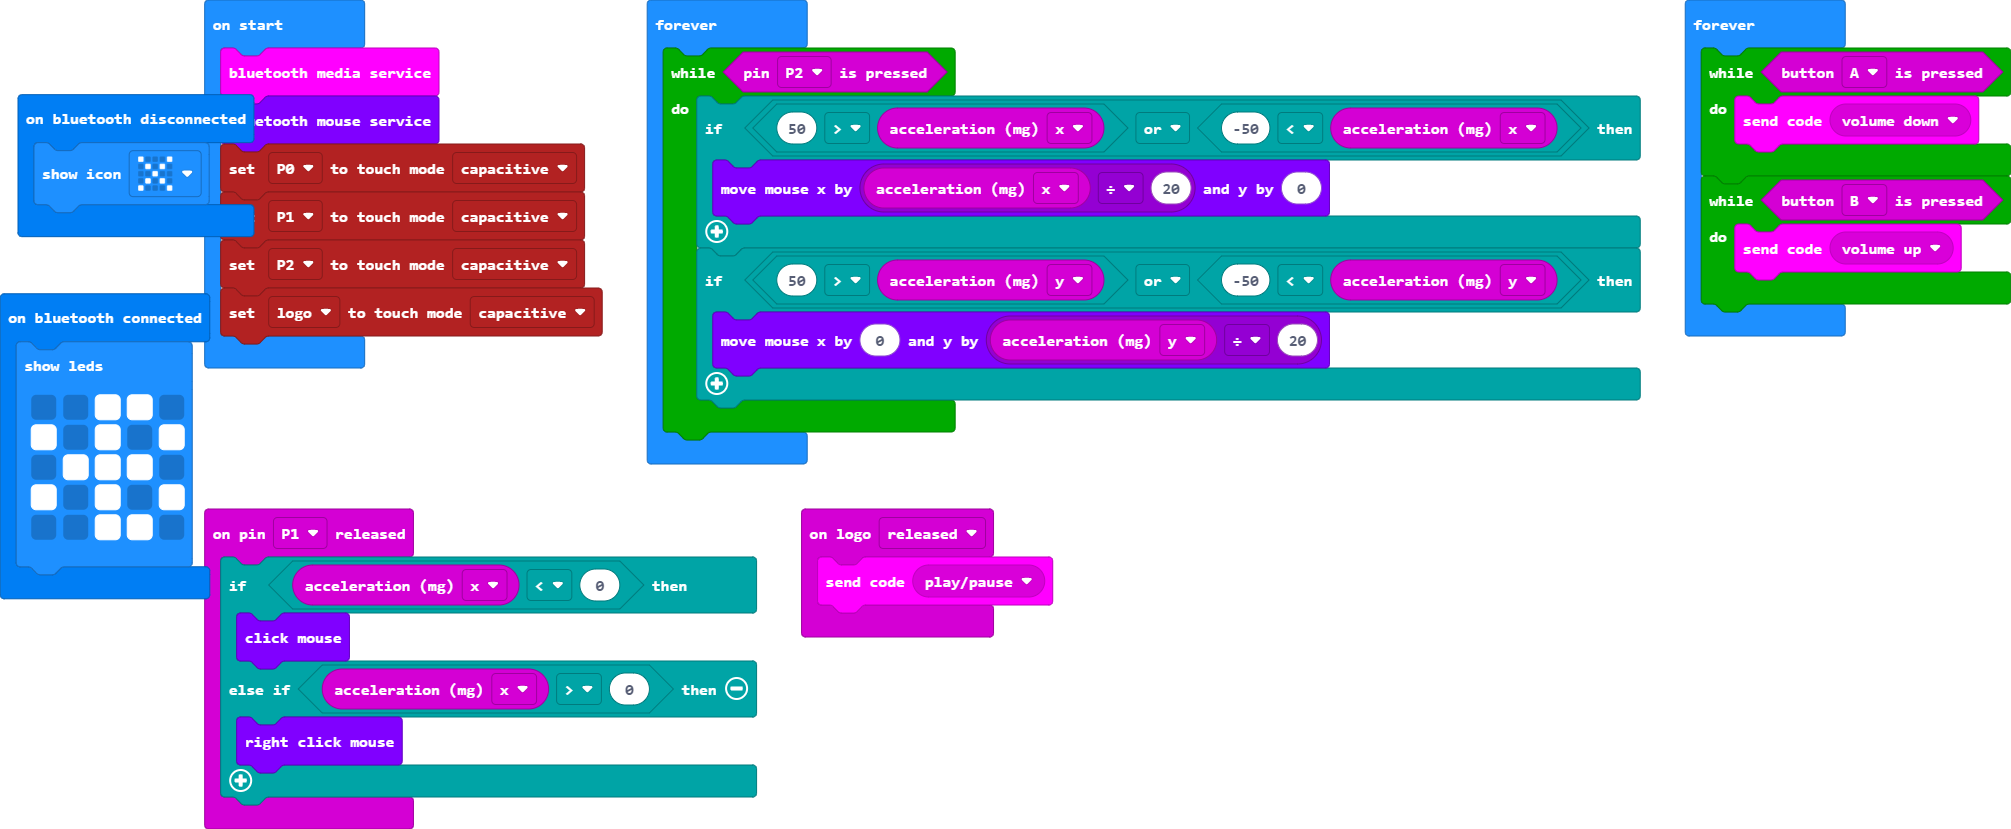 on start
bluetooth media service
etooth mouse service
set P0 to touch mode capacitive
P1 to touch mode capacitive
set P2 to touch mode capacitive
set logo to touch mode capacitive
on bluetooth disconnected
show icon
on bluetooth connected
show leds
forever
while pin P2 is pressed
do
if 50 > acceleration (mg) x or -50 < acceleration (mg) x then
move mouse x by acceleration (mg) x ÷ 20 and y by 0
if 50 > acceleration (mg) y or -50 < acceleration (mg) y then
move mouse x by 0 and y by acceleration (mg) y ÷ 20
forever
while button A is pressed
do send code volume down
while button B is pressed
do send code volume up
on pin P1 released
if acceleration (mg) x < 0 then
click mouse
else if acceleration (mg) x > 0 then
right click mouse
on logo released
send code play/pause